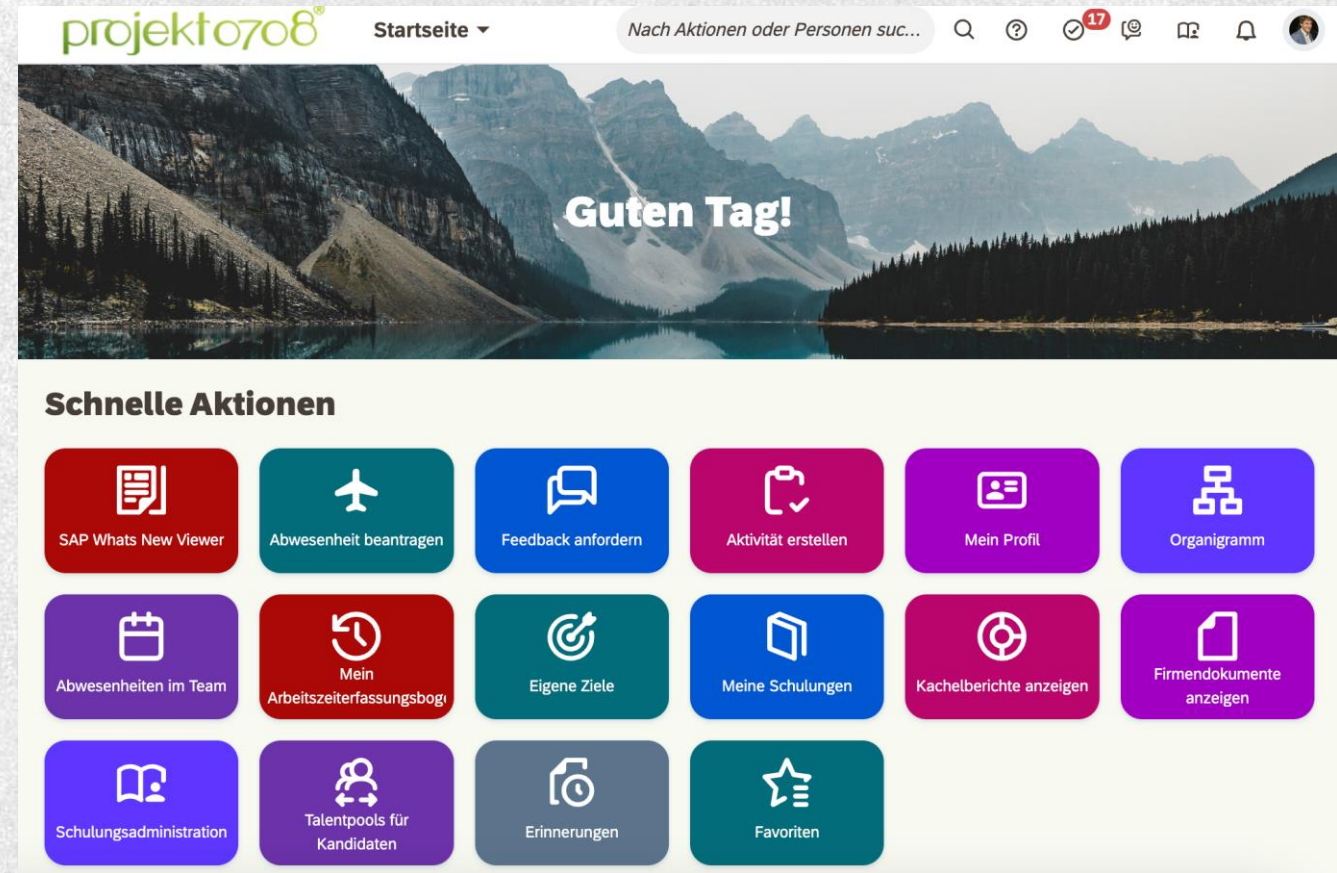 projekt0708®
Startseite
Nach Aktionen oder Personen suc...
17
Guten Tag!
Schnelle Aktionen
SAP Whats New Viewer
Abwesenheit beantragen
Feedback anfordern
Aktivität erstellen
Mein Profil
Organigramm
Abwesenheiten im Team
Mein
Arbeitszeiterfassungsboge
Eigene Ziele
Meine Schulungen
Kachelberichte anzeigen
Firmendokumente
anzeigen
Schulungsadministration
Talentpools für
Kandidaten
Erinnerungen
Favoriten